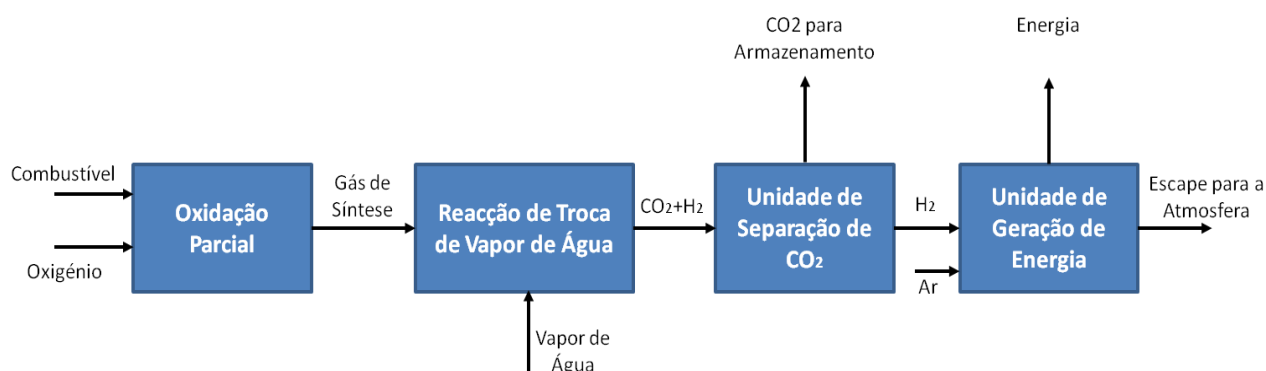 CO2 para
Armazenamento
Energia
Combustível
Oxigénio
Oxidação
Parcial
Gás de
Síntese
Reacção de Troca
de Vapor de Água
Vapor de
Água
CO₂+H₂
Unidade de
Separação de
CO₂
H₂
Ar
Unidade de
Geração de
Energia
Escape para a
Atmosfera